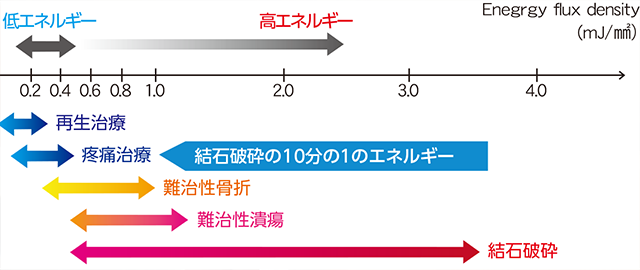 低エネルギー
高エネルギー
Enegrgy flux density
(mJ/m㎡)
0.2 0.4 0.6 0.8 1.0 2.0 3.0 4.0
再生治療
疼痛治療
結石破砕の10分の1のエネルギー
難治性骨折
難治性潰瘍
結石破砕